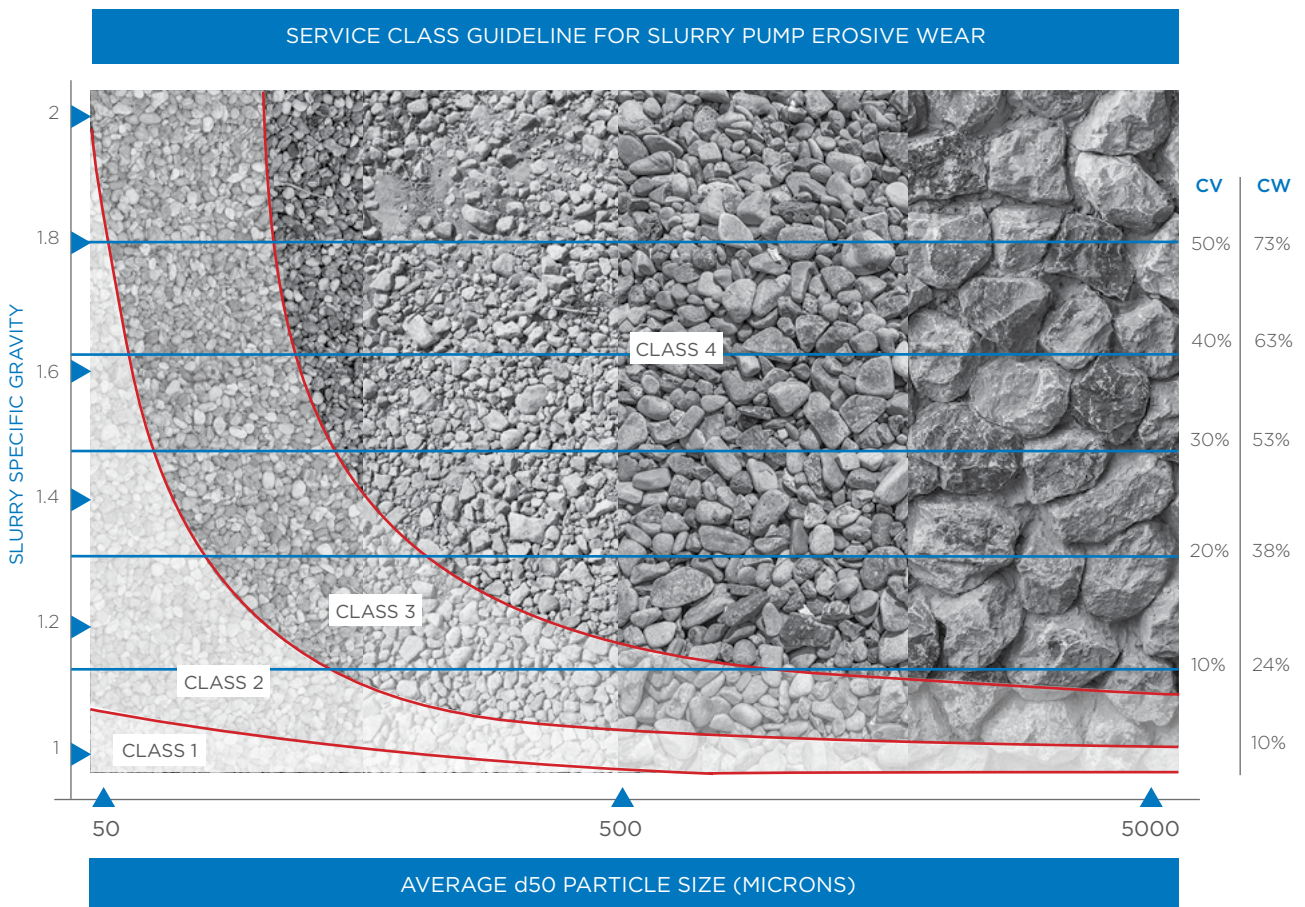 SERVICE CLASS GUIDELINE FOR SLURRY PUMP EROSIVE WEAR
2
CV CW
1.8
50% 73%
SLURRY SPECIFIC GRAVITY
CLASS 4
40% 63%
1.6
30% 53%
1.4
20% 38%
CLASS 3
1.2
10% 24%
CLASS 2
1
CLASS 1
10%
50 500 5000
AVERAGE d50 PARTICLE SIZE (MICRONS)